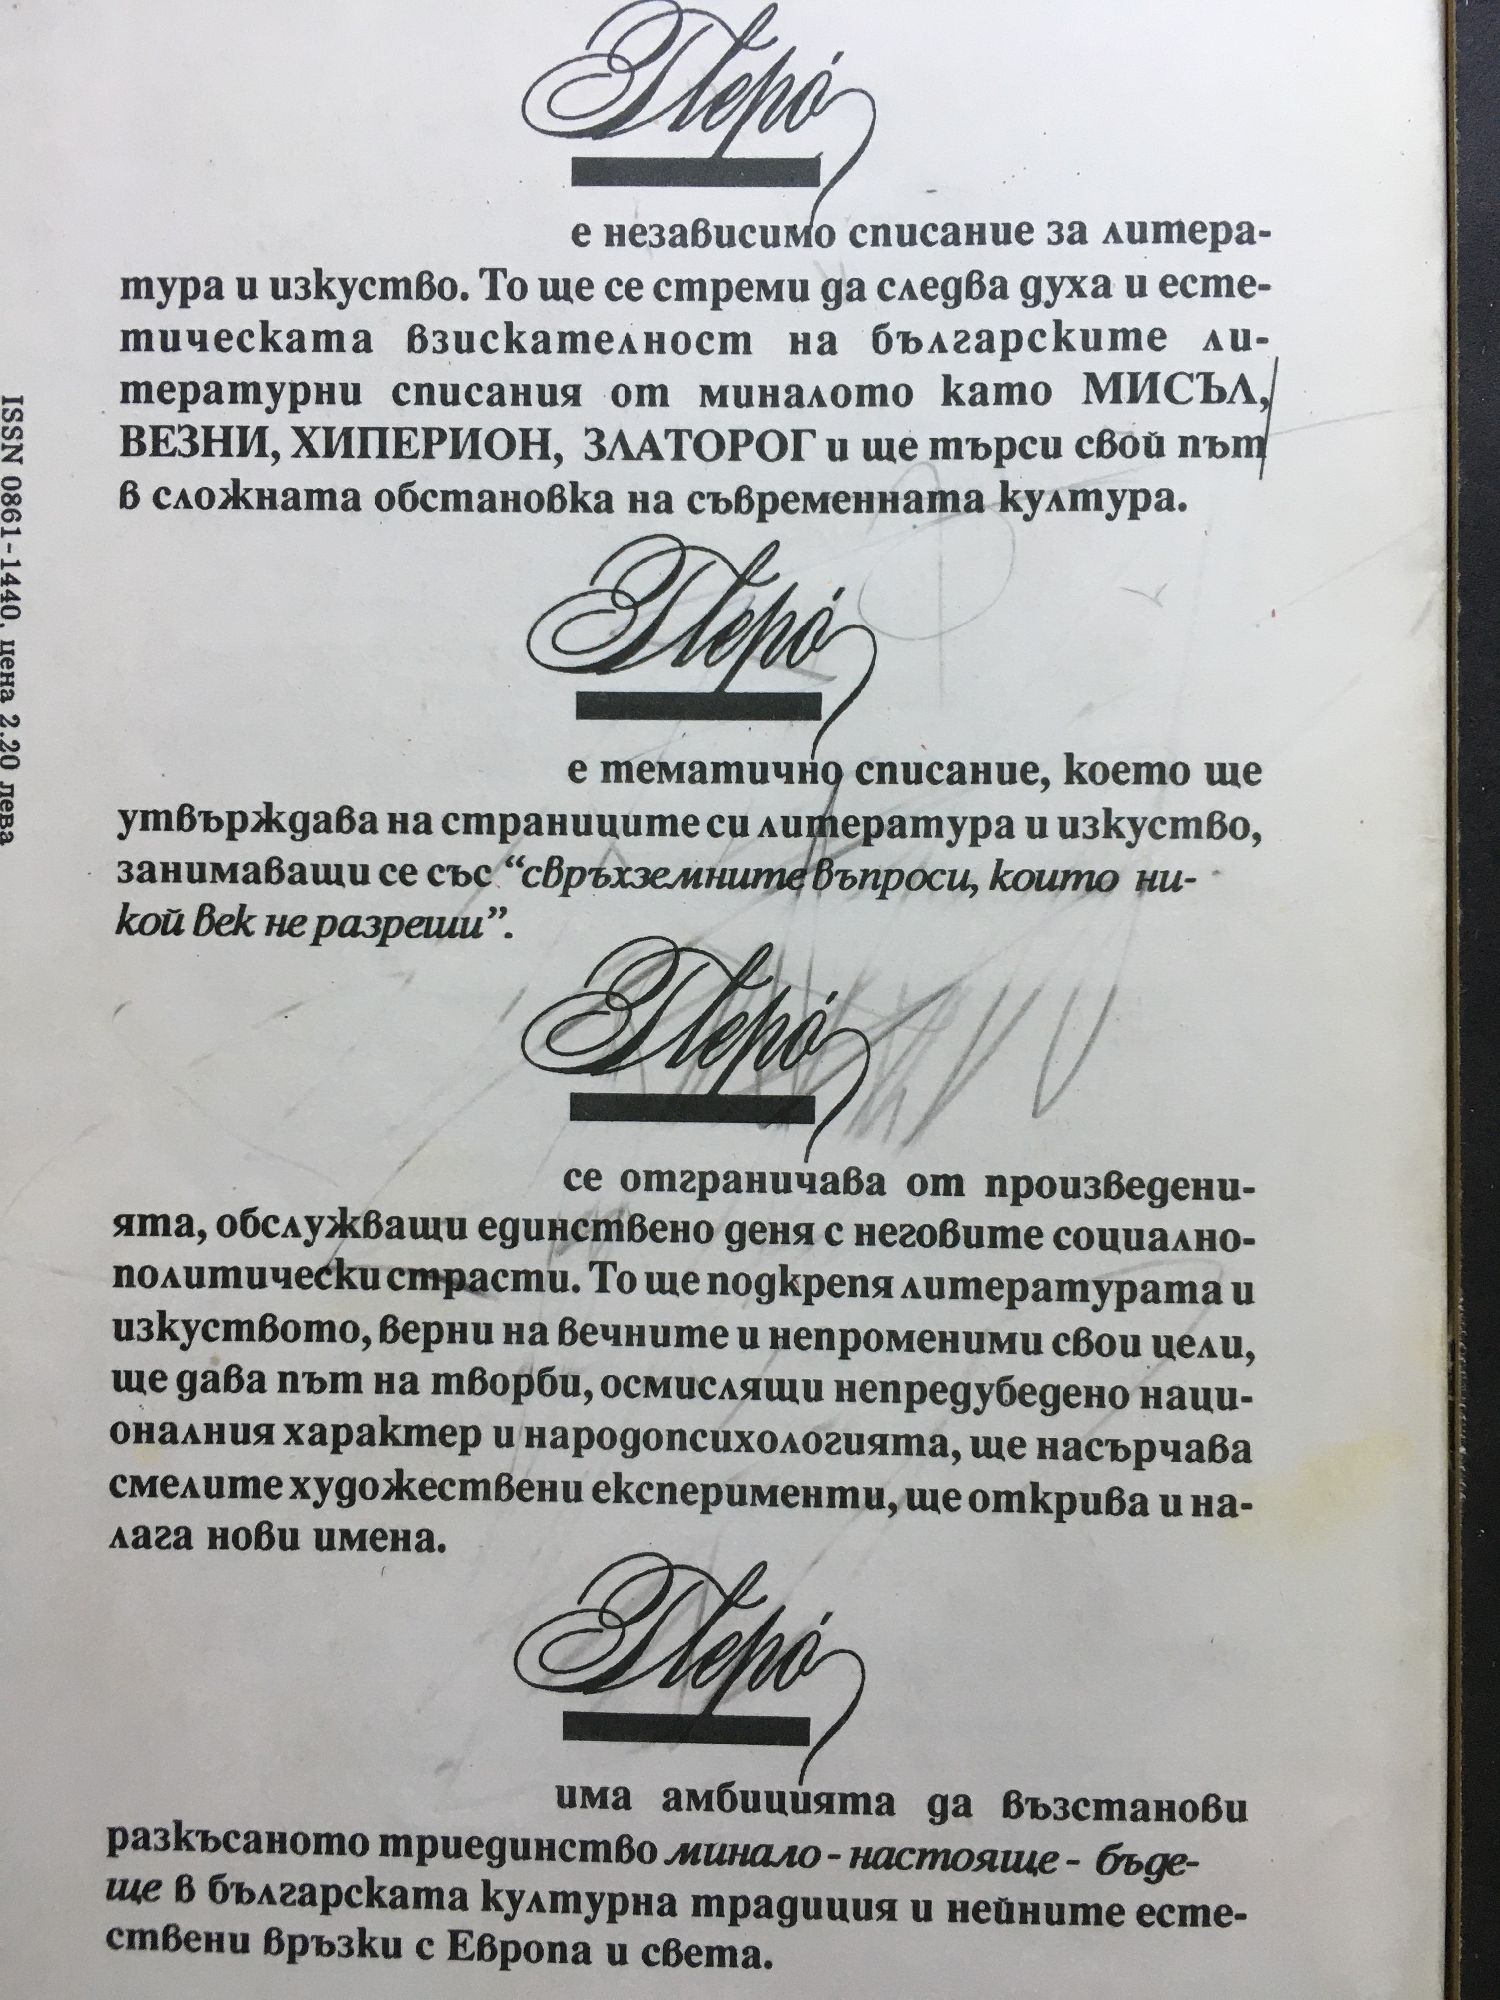 Перо́
е независимо списание за литера-
тура и изкуство. То ще се стреми да следва духа и есте-
тическата взискателност на българските ли-
тературни списания от миналото като МИСЪЛ,
ВЕЗНИ, ХИПЕРИОН, ЗЛАТОРОГ и ще търси свой път
в сложната обстановка на съвременната култура.
Перо́
е тематично списание, което ще
утвърждава на страниците си литература и изкуство,
занимаващи се със “свръхземните въпроси, които ни-
кой век не разреши”.
Перо́
се отграничава от произведени-
ята, обслужващи единствено деня с неговите социално-
политически страсти. То ще подкрепя литературата и
изкуството, верни на вечните и непроменими свои цели,
ще дава път на творби, осмислящи непредубедено наци-
оналния характер и народопсихологията, ще насърчава
смелите художествени експерименти, ще открива и на-
лага нови имена.
Перо́
има амбицията да възстанови
разкъсаното триединство минало - настояще - бъде-
ще в българската културна традиция и нейните есте-
ствени връзки с Европа и света.
ISSN 0861-1440. цена 2.20 лева